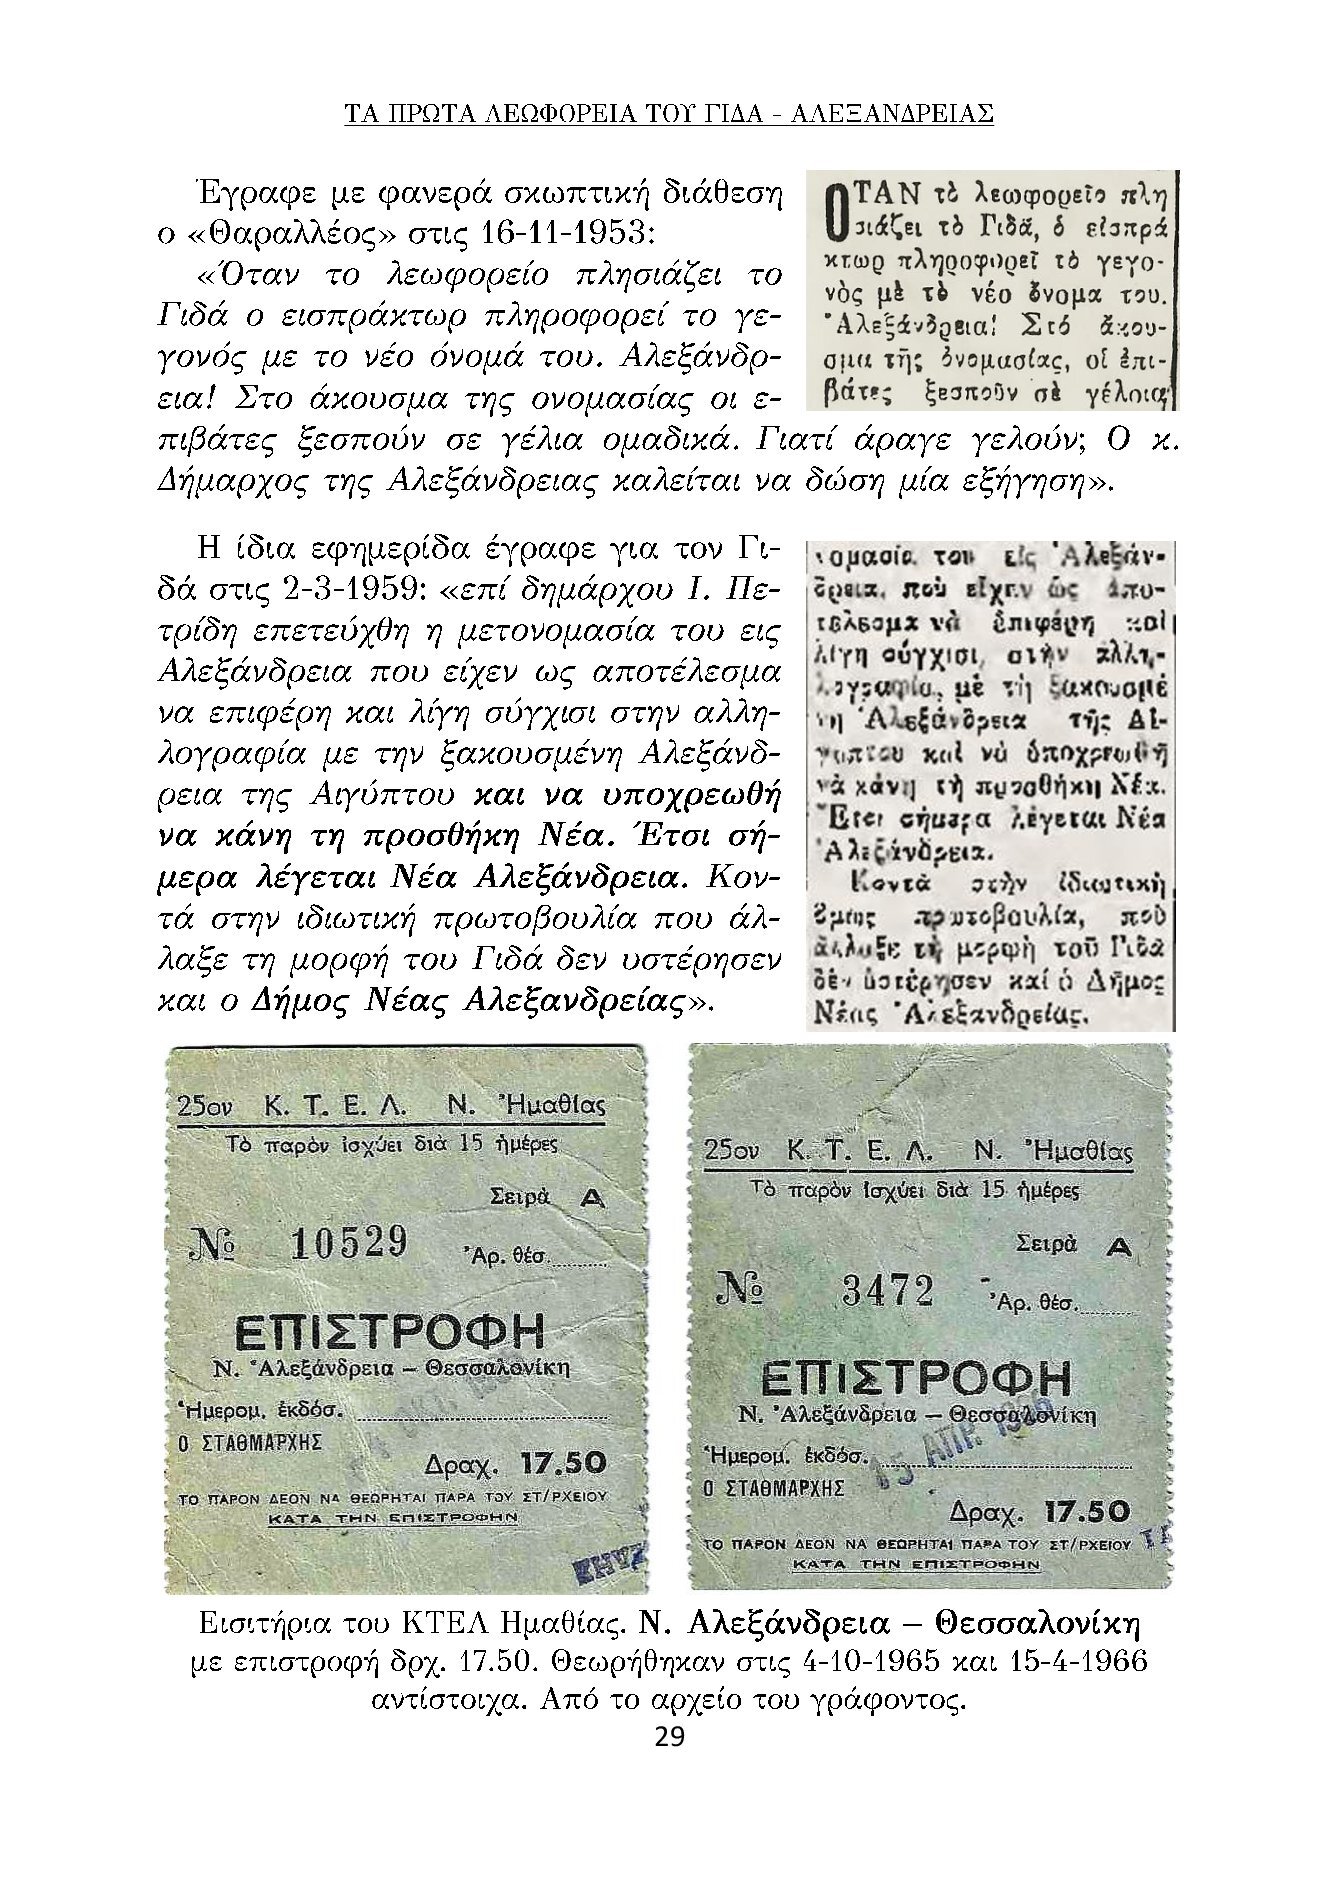 ΤΑ ΠΡΩΤΑ ΛΕΩΦΟΡΕΙΑ ΤΟΥ ΓΙΔΑ - ΑΛΕΞΑΝΔΡΕΙΑΣ
Έγραφε με φανερά σκωπτική διάθεση
ο «Θαραλλέος» στις 16-11-1953:
«Όταν το λεωφορείο πλησιάζει το
Γιδά ο εισπράκτωρ πληροφορεί το γε-
γονός με το νέο όνομά του. Αλεξάνδρ-
εια! Στο άκουσμα της ονομασίας οι ε-
πιβάτες ξεσπούν σε γέλια ομαδικά. Γιατί άραγε γελούν; Ο κ.
Δήμαρχος της Αλεξάνδρειας καλείται να δώση μία εξήγηση».
ΟΤΑΝ τὸ λεωφορεῖο πλη
σιάζει τὸ Γιδᾶ, ὁ εἰσπρά
κτωρ πληροφορεῖ τὸ γεγο-
νὸς μὲ τὸ νέο ὄνομα του.
Ἀλεξάνδρεια! Στό ἄκου-
σμα τῆς ὀνομασίας, οἱ ἐπι-
βάτες ξεσποῦν σὲ γέλοια
Η ίδια εφημερίδα έγραφε για τον Γι-
δά στις 2-3-1959: «επί δημάρχου Ι. Πε-
τρίδη επετεύχθη η μετονομασία του εις
Αλεξάνδρεια που είχεν ως αποτέλεσμα
να επιφέρη και λίγη σύγχισι στην αλλη-
λογραφία με την ξακουσμένη Αλεξάνδ-
ρεια της Αιγύπτου και να υποχρεωθή
να κάνη τη προσθήκη Νέα. Έτσι σή-
μερα λέγεται Νέα Αλεξάνδρεια. Κον-
τά στην ιδιωτική πρωτοβουλία που άλ-
λαξε τη μορφή του Γιδά δεν υστέρησεν
και ο Δήμος Νέας Αλεξανδρείας».
νομασία του εἰς Ἀλεξάν-
δρεια, ποὺ εἶχεν ὡς ἀπο-
τέλεσμα νὰ ἐπιφέρη καὶ
λίγη σύγχισι στὴν ἀλλη-
λογραφία, μὲ τὴ ξακουσμέ
νη Ἀλεξάνδρεια τῆς Αἰ-
γύπτου καὶ νὰ ὑποχρεωθῆ
νὰ κάνη τὴ προσθήκη Νέα.
Ἔτσι σήμερα λέγεται Νέα
Ἀλεξάνδρεια.
Κοντὰ στὴν ἰδιωτικὴ
ὅμως πρωτοβουλία, ποὺ
ἄλλαξε τὴ μορφὴ τοῦ Γιδᾶ
δὲν ὑστέρησεν καὶ ὁ Δῆμος
Νέας Ἀλεξανδρείας.
25ον Κ. Τ. Ε. Λ. Ν. Ἠμαθίας
Τὸ παρὸν ἰσχύει διὰ 15 ἡμέρες
Σειρὰ Α
№ 10529 Ἀρ. θέσ.
ΕΠΙΣΤΡΟΦΗ
Ν. Ἀλεξάνδρεια – Θεσσαλονίκη
Ἡμερομ. ἐκδόσ.
Ο ΣΤΑΘΜΑΡΧΗΣ
Δραχ. 17.50
ΤΟ ΠΑΡΟΝ ΔΕΟΝ ΝΑ ΘΕΩΡΗΤΑΙ ΠΑΡΑ ΤΟΥ ΣΤ/ΡΧΕΙΟΥ
ΚΑΤΑ ΤΗΝ ΕΠΙΣΤΡΟΦΗΝ
25ον Κ. Τ. Ε. Λ. Ν. Ἠμαθίας
Τὸ παρὸν ἰσχύει διὰ 15 ἡμέρες
Σειρὰ Α
№ 3472 Ἀρ. θέσ.
ΕΠΙΣΤΡΟΦΗ
Ν. Ἀλεξάνδρεια – Θεσσαλονίκη
Ἡμερομ. ἐκδόσ. 15 ΑΠΡ.
Ο ΣΤΑΘΜΑΡΧΗΣ
Δραχ. 17.50
ΤΟ ΠΑΡΟΝ ΔΕΟΝ ΝΑ ΘΕΩΡΗΤΑΙ ΠΑΡΑ ΤΟΥ ΣΤ/ΡΧΕΙΟΥ
ΚΑΤΑ ΤΗΝ ΕΠΙΣΤΡΟΦΗΝ
Εισιτήρια του ΚΤΕΛ Ημαθίας. Ν. Αλεξάνδρεια – Θεσσαλονίκη
με επιστροφή δρχ. 17.50. Θεωρήθηκαν στις 4-10-1965 και 15-4-1966
αντίστοιχα. Από το αρχείο του γράφοντος.
29